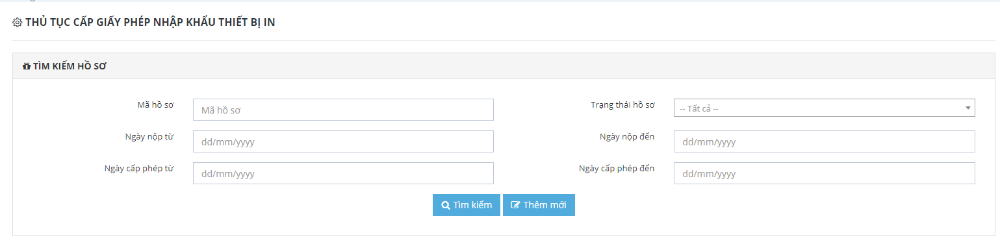 THỦ TỤC CẤP GIẤY PHÉP NHẬP KHẨU THIẾT BỊ IN
TÌM KIẾM HỒ SƠ
Mã hồ sơ
Mã hồ sơ
Trạng thái hồ sơ
-- Tất cả --
Ngày nộp từ
dd/mm/yyyy
Ngày nộp đến
dd/mm/yyyy
Ngày cấp phép từ
dd/mm/yyyy
Ngày cấp phép đến
dd/mm/yyyy
Tìm kiếm
Thêm mới